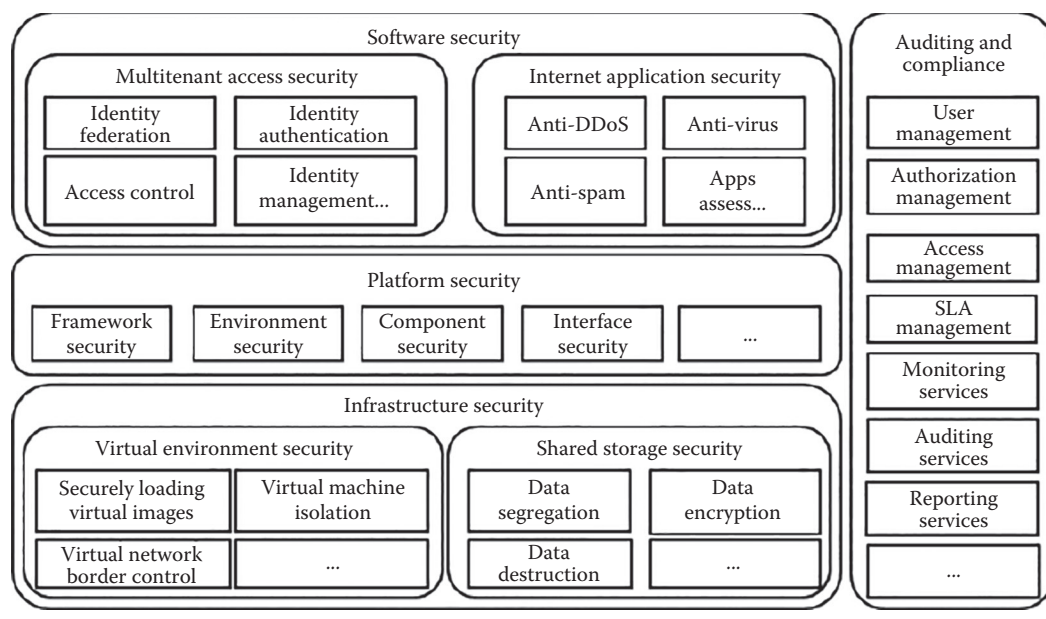 Software security
Multitenant access security
Identity
federation
Identity
authentication
Access control
Identity
management...
Internet application security
Anti-DDoS
Anti-virus
Anti-spam
Apps
assess...
Platform security
Framework
security
Environment
security
Component
security
Interface
security
...
Infrastructure security
Virtual environment security
Securely loading
virtual images
Virtual machine
isolation
Virtual network
border control
...
Shared storage security
Data
segregation
Data
encryption
Data
destruction
...
Auditing and
compliance
User
management
Authorization
management
Access
management
SLA
management
Monitoring
services
Auditing
services
Reporting
services
...